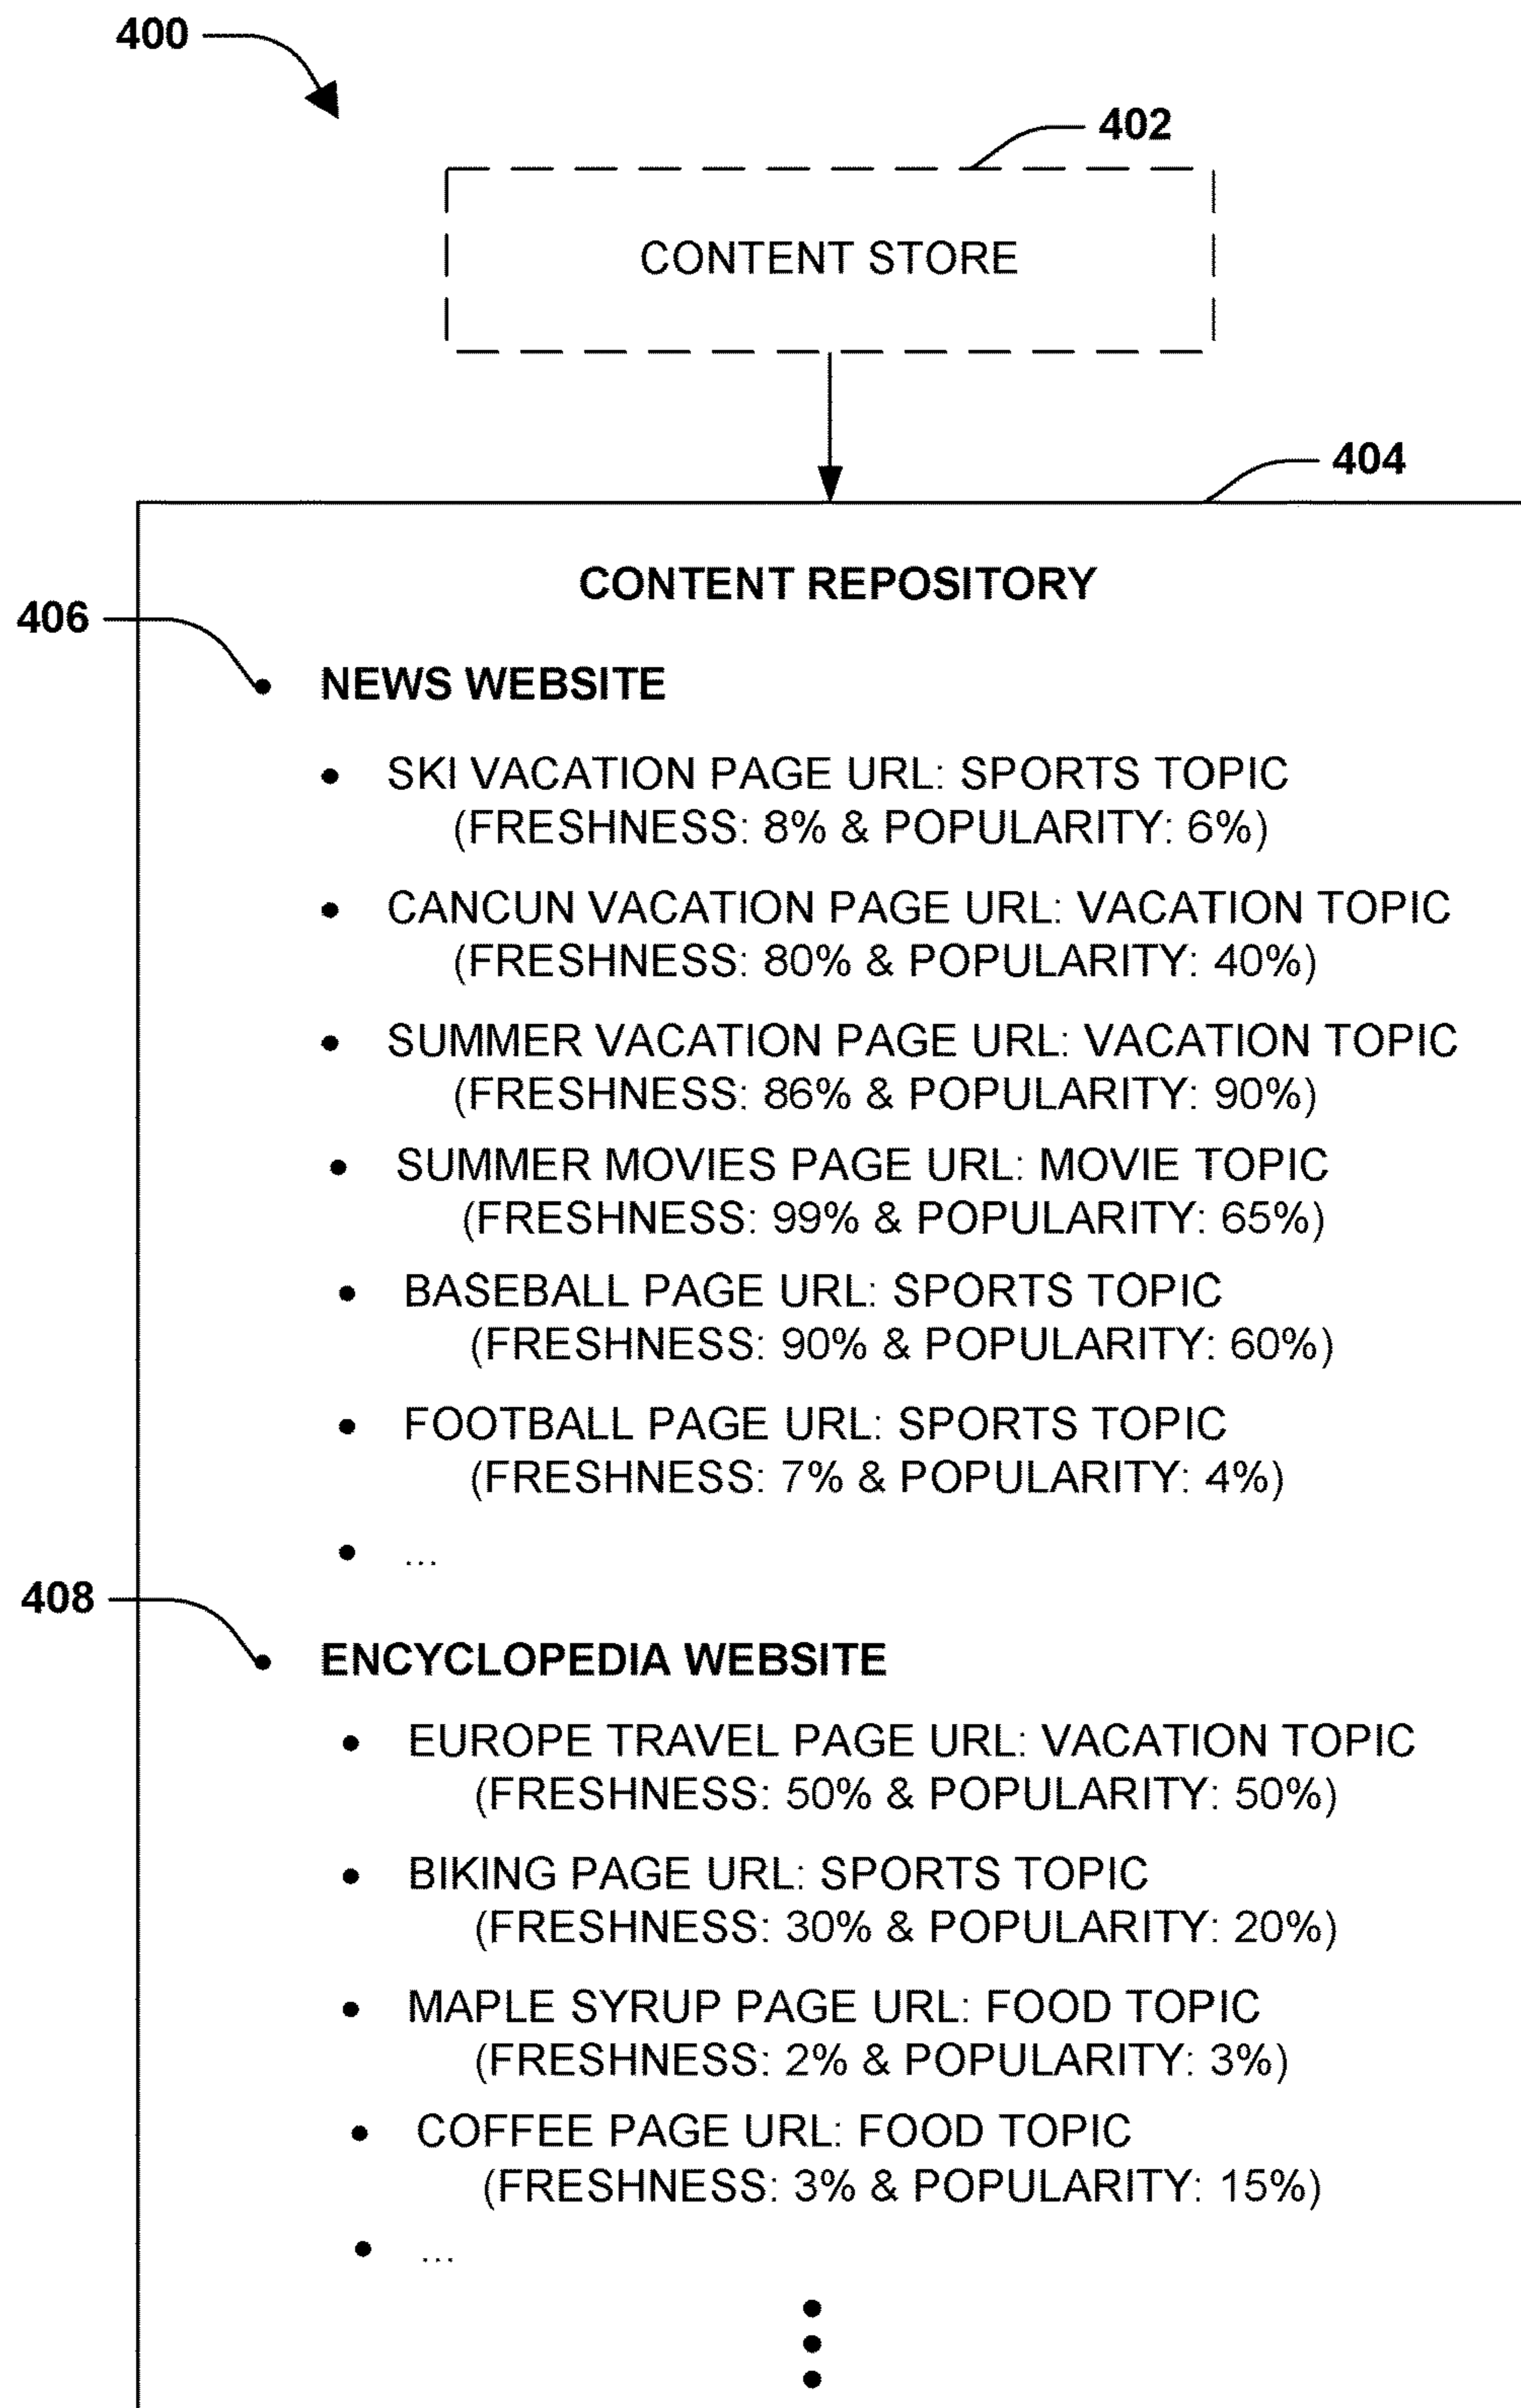 400
402
CONTENT STORE
404
CONTENT REPOSITORY
406
• NEWS WEBSITE
• SKI VACATION PAGE URL: SPORTS TOPIC
(FRESHNESS: 8% & POPULARITY: 6%)
• CANCUN VACATION PAGE URL: VACATION TOPIC
(FRESHNESS: 80% & POPULARITY: 40%)
• SUMMER VACATION PAGE URL: VACATION TOPIC
(FRESHNESS: 86% & POPULARITY: 90%)
• SUMMER MOVIES PAGE URL: MOVIE TOPIC
(FRESHNESS: 99% & POPULARITY: 65%)
• BASEBALL PAGE URL: SPORTS TOPIC
(FRESHNESS: 90% & POPULARITY: 60%)
• FOOTBALL PAGE URL: SPORTS TOPIC
(FRESHNESS: 7% & POPULARITY: 4%)
• ...
408
• ENCYCLOPEDIA WEBSITE
• EUROPE TRAVEL PAGE URL: VACATION TOPIC
(FRESHNESS: 50% & POPULARITY: 50%)
• BIKING PAGE URL: SPORTS TOPIC
(FRESHNESS: 30% & POPULARITY: 20%)
• MAPLE SYRUP PAGE URL: FOOD TOPIC
(FRESHNESS: 2% & POPULARITY: 3%)
• COFFEE PAGE URL: FOOD TOPIC
(FRESHNESS: 3% & POPULARITY: 15%)
• ...